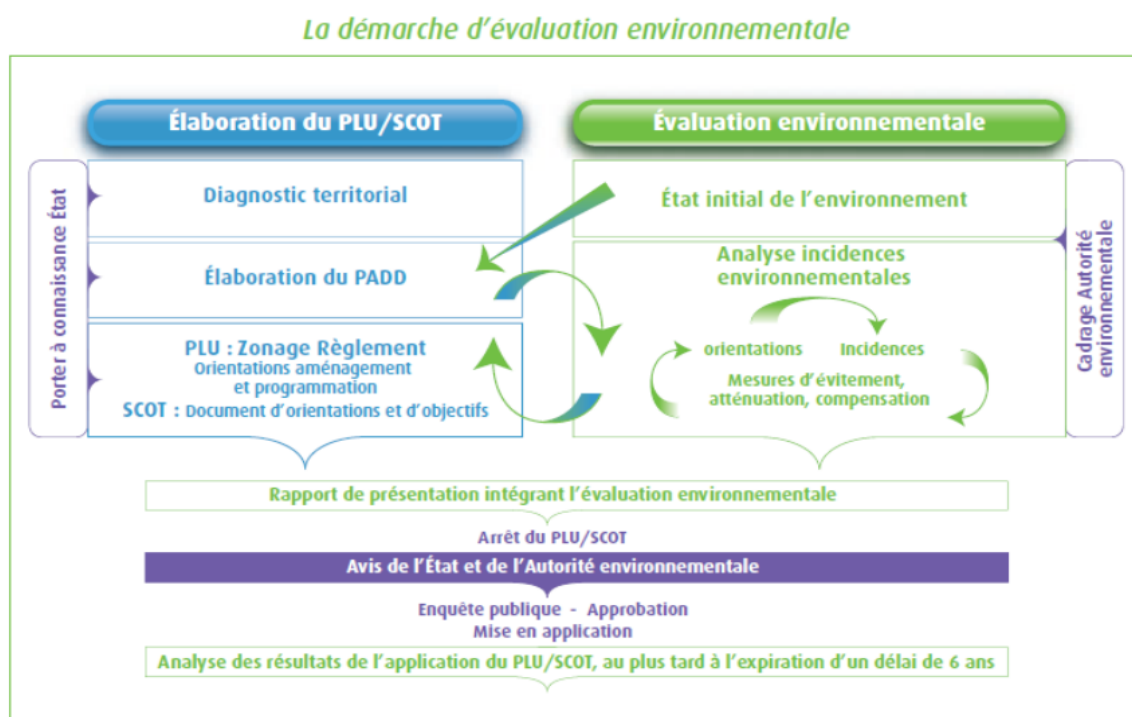 La démarche d'évaluation environnementale
Élaboration du PLU/SCOT
Évaluation environnementale
Porter à connaissance État
Diagnostic territorial
État initial de l'environnement
Élaboration du PADD
Analyse incidences
environnementales
PLU : Zonage Règlement
Orientations aménagement
et programmation
SCOT : Document d'orientations et d'objectifs
orientations
Incidences
Mesures d'évitement,
atténuation, compensation
Cadrage Autorité
environnementale
Rapport de présentation intégrant l'évaluation environnementale
Arrêt du PLU/SCOT
Avis de l'État et de l'Autorité environnementale
Enquête publique - Approbation
Mise en application
Analyse des résultats de l'application du PLU/SCOT, au plus tard à l'expiration d'un délai de 6 ans